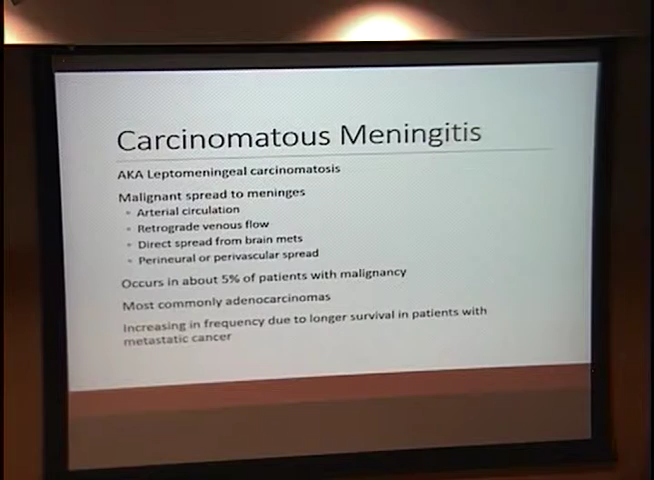 Carcinomatous Meningitis
AKA Leptomeningeal carcinomatosis
Malignant spread to meninges
Arterial circulation
Retrograde venous flow
Direct spread from brain mets
Perineural or perivascular spread
Occurs in about 5% of patients with malignancy
Most commonly adenocarcinomas
Increasing in frequency due to longer survival in patients with
metastatic cancer